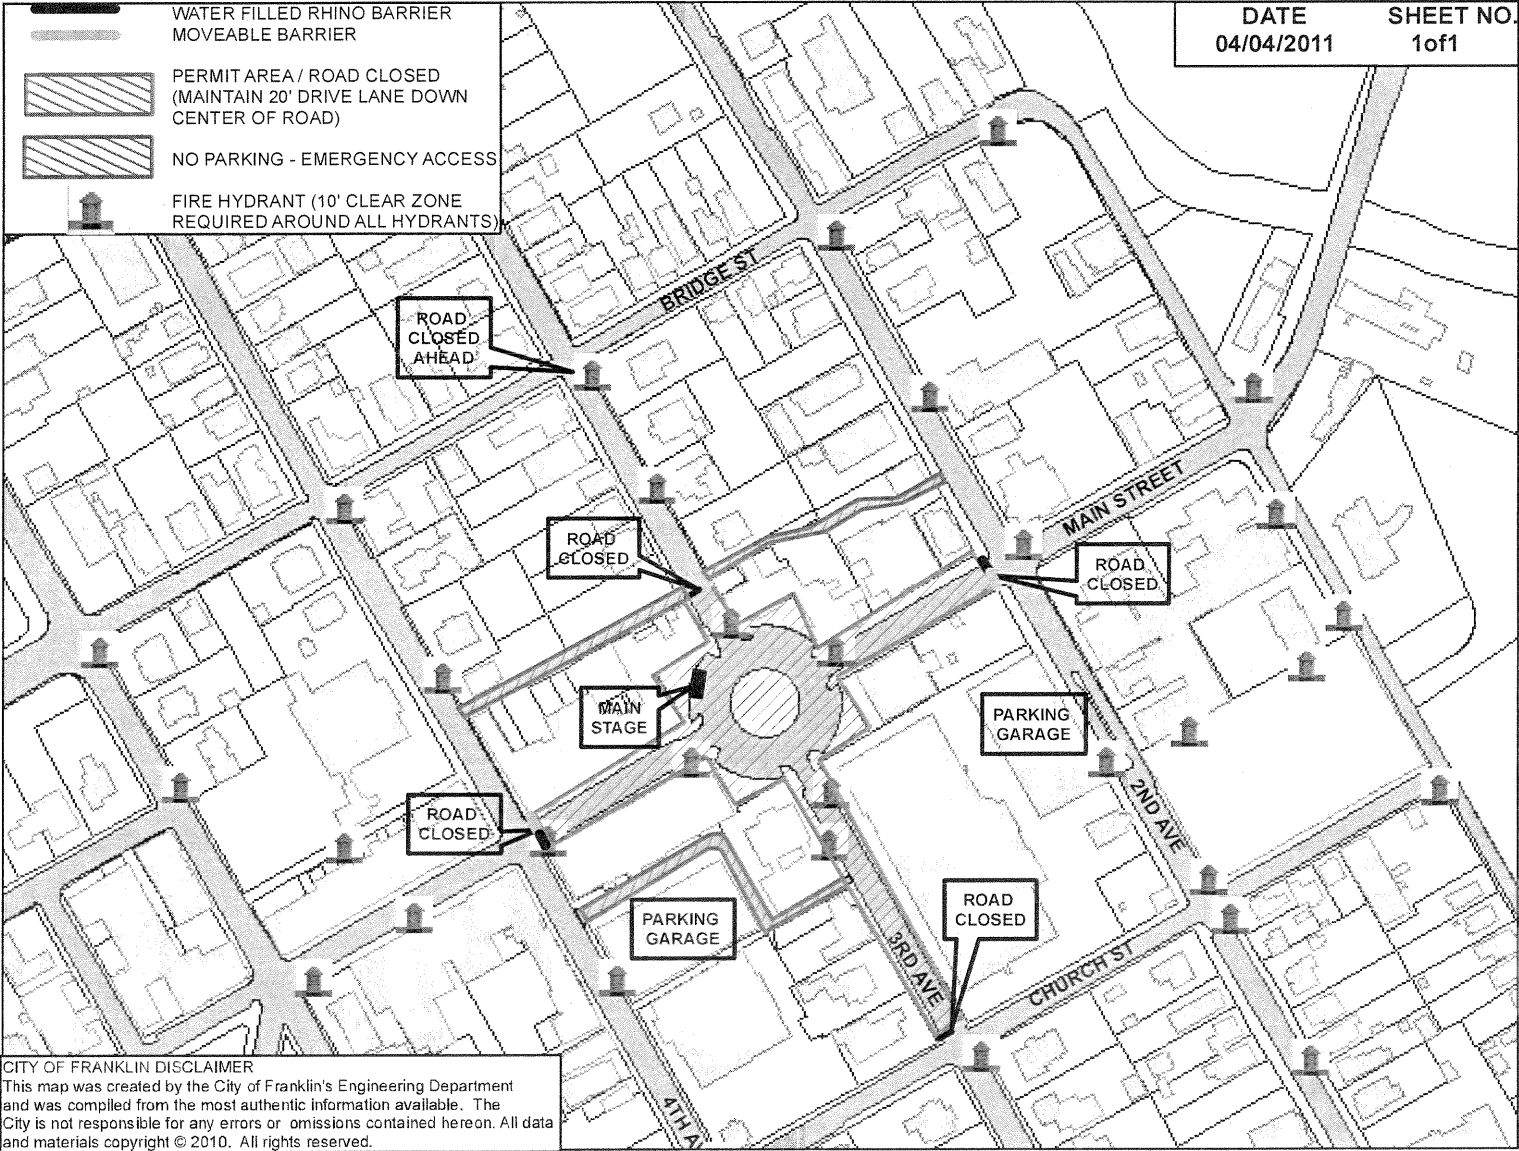 WATER FILLED RHINO BARRIER
MOVEABLE BARRIER
PERMIT AREA / ROAD CLOSED
(MAINTAIN 20' DRIVE LANE DOWN
CENTER OF ROAD)
NO PARKING - EMERGENCY ACCESS
FIRE HYDRANT (10' CLEAR ZONE
REQUIRED AROUND ALL HYDRANTS)
DATE
04/04/2011
SHEET NO.
1of1
BRIDGE ST
ROAD
CLOSED
AHEAD
MAIN STREET
ROAD
CLOSED
ROAD
CLOSED
MAIN
STAGE
PARKING
GARAGE
2ND AVE
ROAD
CLOSED
ROAD
CLOSED
PARKING
GARAGE
3RD AVE
CHURCH ST
4TH AV
CITY OF FRANKLIN DISCLAIMER
This map was created by the City of Franklin's Engineering Department
and was compiled from the most authentic information available. The
City is not responsible for any errors or omissions contained hereon. All data
and materials copyright © 2010. All rights reserved.